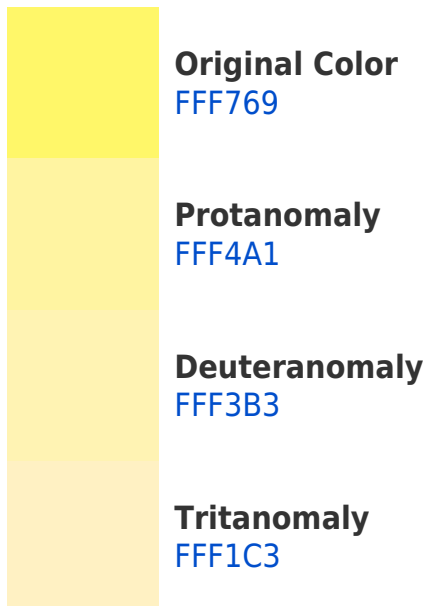 Original Color
FFF769
Protanomaly
FFF4A1
Deuteranomaly
FFF3B3
Tritanomaly
FFF1C3